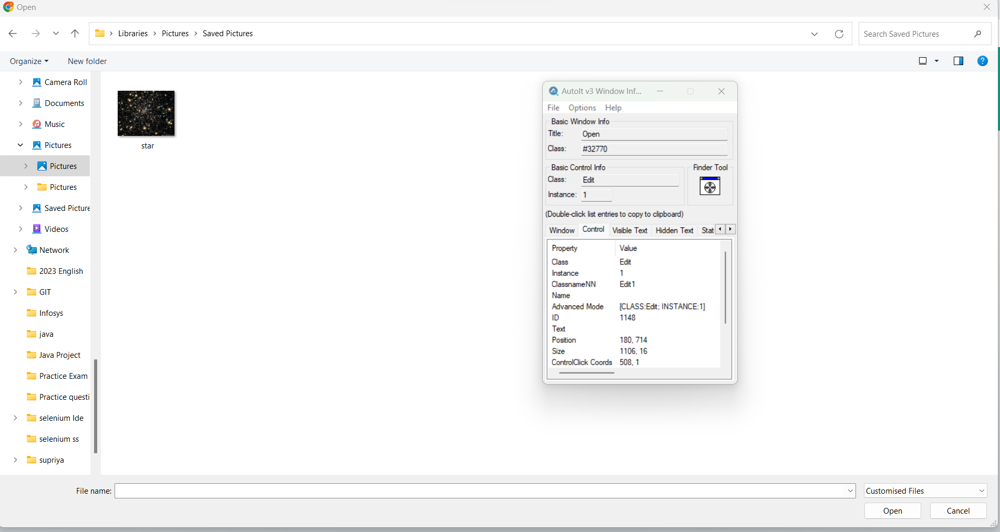 Open
Libraries > Pictures > Saved Pictures
Search Saved Pictures
Organize
New folder
Camera Roll
Documents
Music
Pictures
Pictures
Pictures
Saved Picture
Videos
Network
2023 English
GIT
Infosys
java
Java Project
Practice Exam
Practice questi
selenium Ide
selenium ss
supriya
star
AutoIt v3 Window Inf...
File Options Help
Basic Window Info
Title: Open
Class: #32770
Basic Control Info
Class: Edit
Instance: 1
Finder Tool
(Double-click list entries to copy to clipboard)
Window Control Visible Text Hidden Text Stat
Property Value
Class Edit
Instance 1
ClassnameNN Edit1
Name
Advanced Mode [CLASS:Edit; INSTANCE:1]
ID 1148
Text
Position 180, 714
Size 1106, 16
ControlClick Coords 508, 1
File name:
Customised Files
Open
Cancel